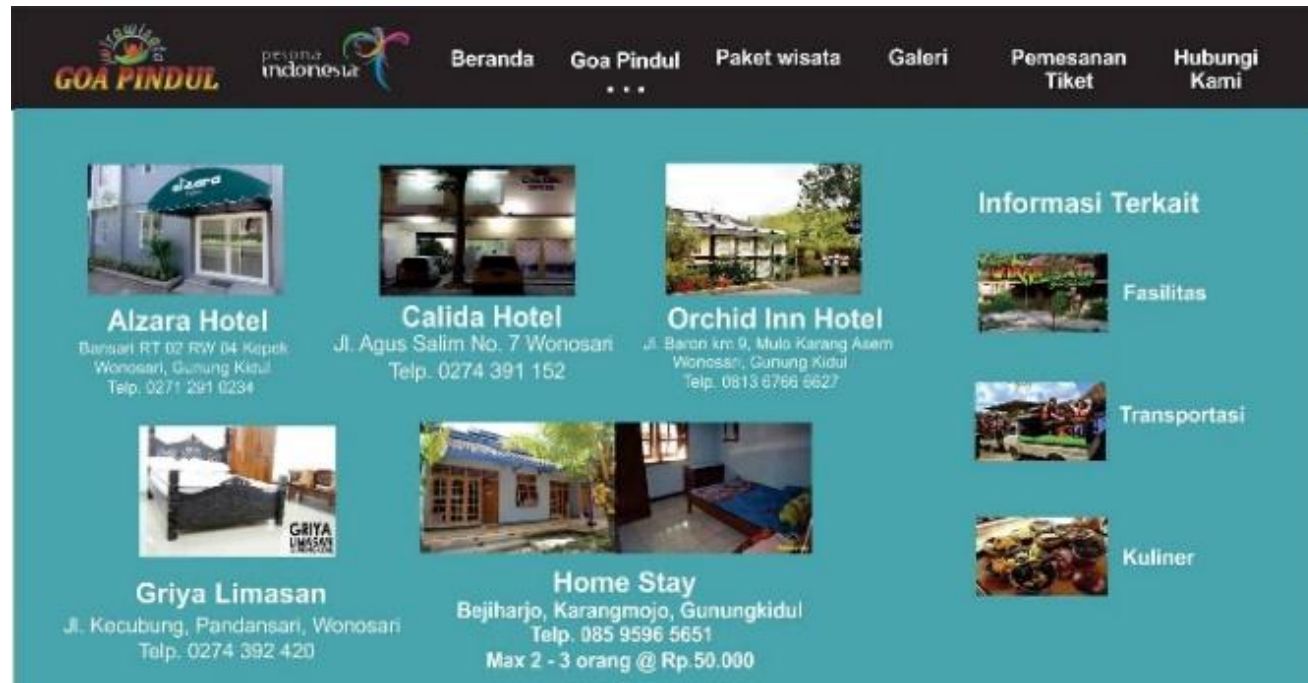 wirawisata
GOA PINDUL
pesona
indonesia
Beranda
Goa Pindul
Paket wisata
Galeri
Pemesanan
Tiket
Hubungi
Kami
alzara
Alzara Hotel
Bansari RT 02 RW 04 Kepek
Wonosari, Gunung Kidul
Telp. 0271 291 0234
Calida Hotel
Jl. Agus Salim No. 7 Wonosari
Telp. 0274 391 152
Orchid Inn Hotel
Jl. Baron km 9, Mulo Karang Asem
Wonosari, Gunung Kidul
Telp. 0813 6766 6627
GRIYA
LIMASAN
Griya Limasan
Jl. Kecubung, Pandansari, Wonosari
Telp. 0274 392 420
Home Stay
Bejiharjo, Karangmojo, Gunungkidul
Telp. 085 9596 5651
Max 2 - 3 orang @ Rp.50.000
Informasi Terkait
Fasilitas
Transportasi
Kuliner